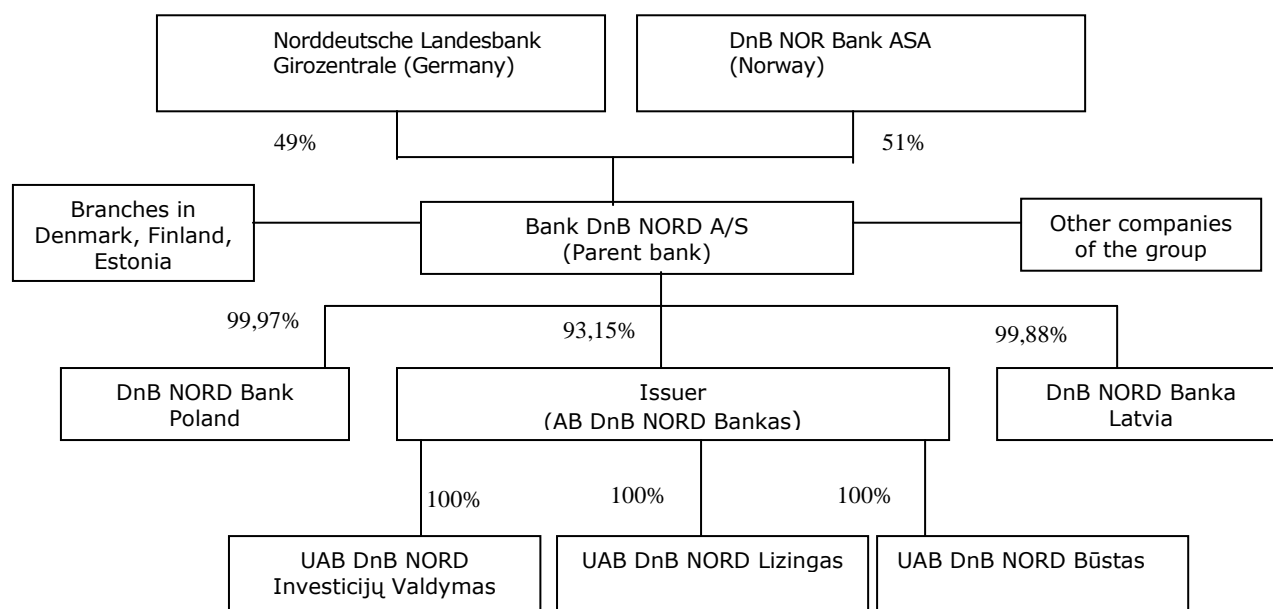 Norddeutsche Landesbank
Girozentrale (Germany)
DnB NOR Bank ASA
(Norway)
49%
51%
Branches in
Denmark, Finland,
Estonia
Bank DnB NORD A/S
(Parent bank)
Other companies
of the group
99,97%
93,15%
99,88%
DnB NORD Bank
Poland
Issuer
(AB DnB NORD Bankas)
DnB NORD Banka
Latvia
100%
100%
100%
UAB DnB NORD
Investicijų Valdymas
UAB DnB NORD Lizingas
UAB DnB NORD Būstas